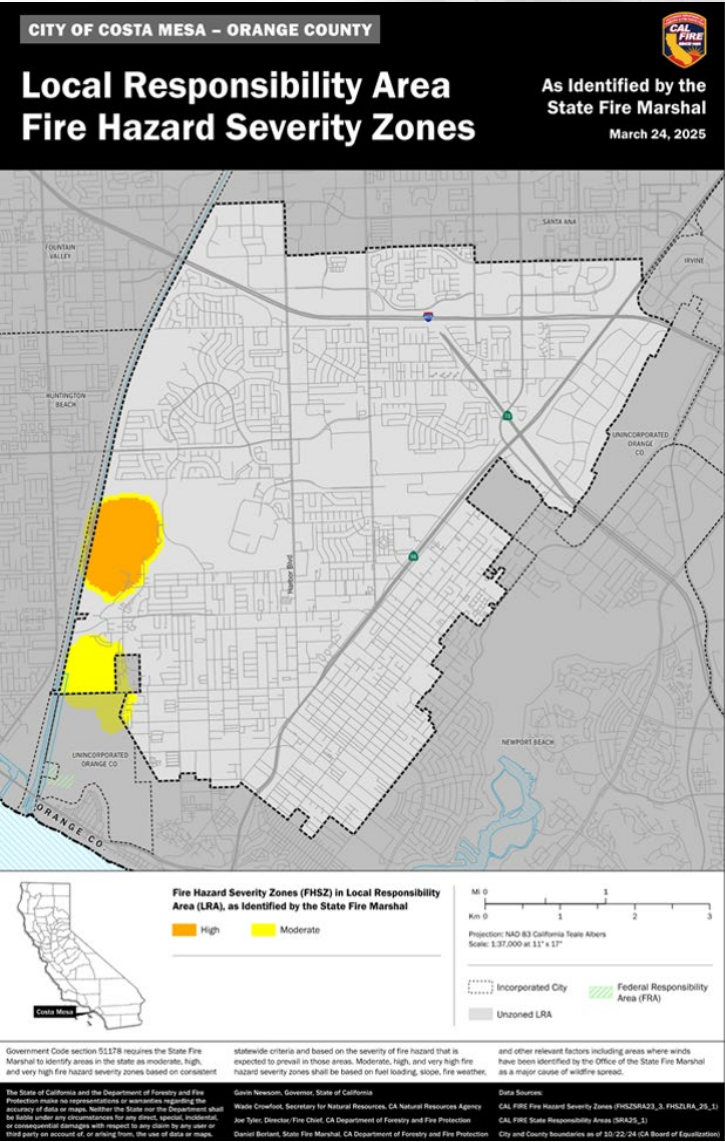 CITY OF COSTA MESA – ORANGE COUNTY
CAL
FIRE
SINCE 1885
Local Responsibility Area
Fire Hazard Severity Zones
As Identified by the
State Fire Marshal
March 24, 2025
FOUNTAIN
VALLEY
SANTA ANA
IRVINE
405
HUNTINGTON
BEACH
73
UNINCORPORATED
ORANGE
CO
55
Harbor Blvd
UNINCORPORATED
ORANGE CO
NEWPORT BEACH
ORANGE CO
Costa Mesa
Fire Hazard Severity Zones (FHSZ) in Local Responsibility
Area (LRA), as Identified by the State Fire Marshal
High
Moderate
Mi 0 1
Km 0 1 2 3
Projection: NAD 83 California Teale Albers
Scale: 1:37,000 at 11" x 17"
Incorporated City
Unzoned LRA
Federal Responsibility
Area (FRA)
Government Code section 51178 requires the State Fire
Marshal to identify areas in the state as moderate, high,
and very high fire hazard severity zones based on consistent
statewide criteria and based on the severity of fire hazard that is
expected to prevail in those areas. Moderate, high, and very high fire
hazard severity zones shall be based on fuel loading, slope, fire weather,
and other relevant factors including areas where winds
have been identified by the Office of the State Fire Marshal
as a major cause of wildfire spread.
The State of California and the Department of Forestry and Fire
Protection make no representations or warranties regarding the
accuracy of data or maps. Neither the State nor the Department shall
be liable under any circumstances for any direct, special, incidental,
or consequential damages with respect to any claim by any user or
third party on account of, or arising from, the use of data or maps.
Gavin Newsom, Governor, State of California
Wade Crowfoot, Secretary for Natural Resources, CA Natural Resources Agency
Joe Tyler, Director/Fire Chief, CA Department of Forestry and Fire Protection
Daniel Berlant, State Fire Marshal, CA Department of Forestry and Fire Protection
Data Sources:
CAL FIRE Fire Hazard Severity Zones (FHSZSRA23_3, FHSZLRA_25_1)
CAL FIRE State Responsibility Areas (SRA25_1)
City and County boundaries as of 10/22/24 (CA Board of Equalization)